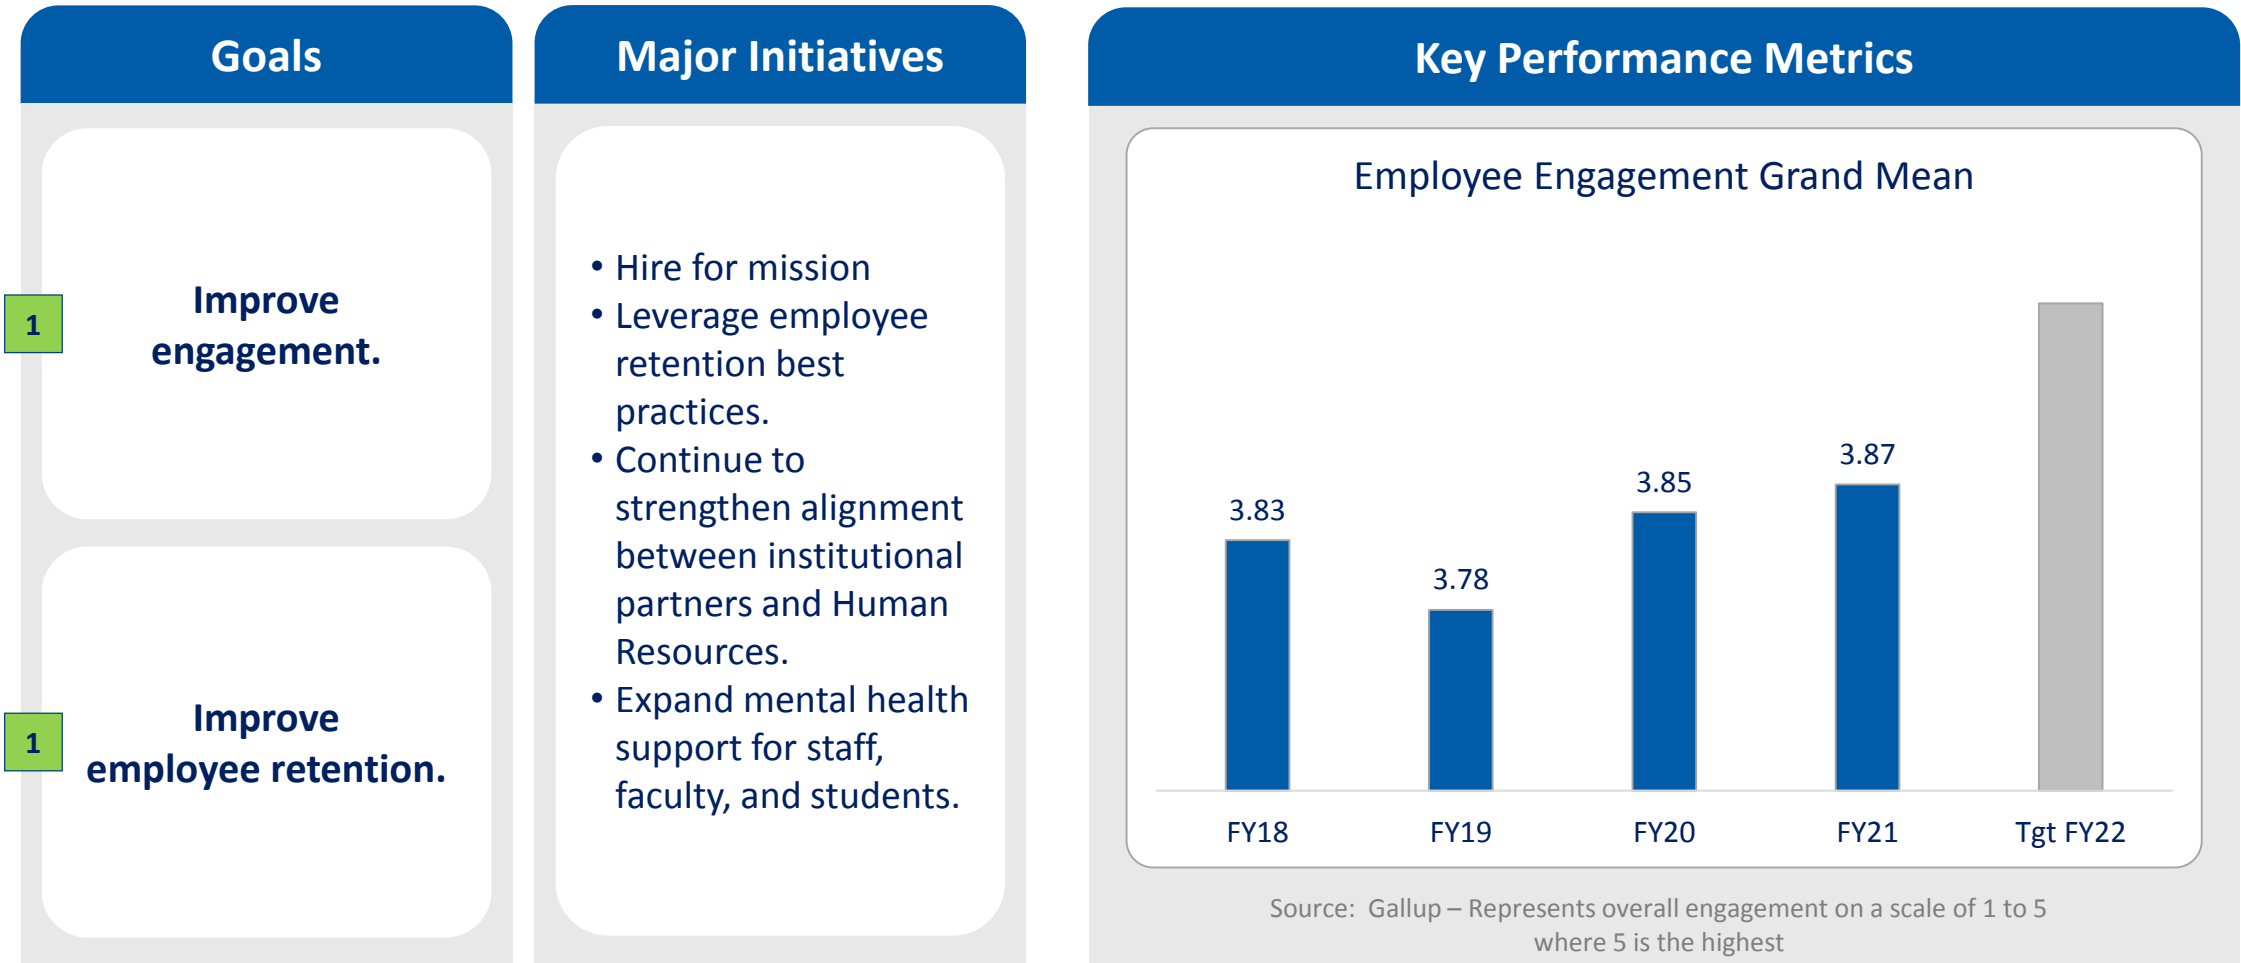 Goals
1
Improve
engagement.
1
Improve
employee retention.
Major Initiatives
• Hire for mission
• Leverage employee
retention best
practices.
• Continue to
strengthen alignment
between institutional
partners and Human
Resources.
• Expand mental health
support for staff,
faculty, and students.
Key Performance Metrics
Employee Engagement Grand Mean
3.83
3.78
3.85
3.87
FY18 FY19 FY20 FY21 Tgt FY22
Source:  Gallup – Represents overall engagement on a scale of 1 to 5
where 5 is the highest